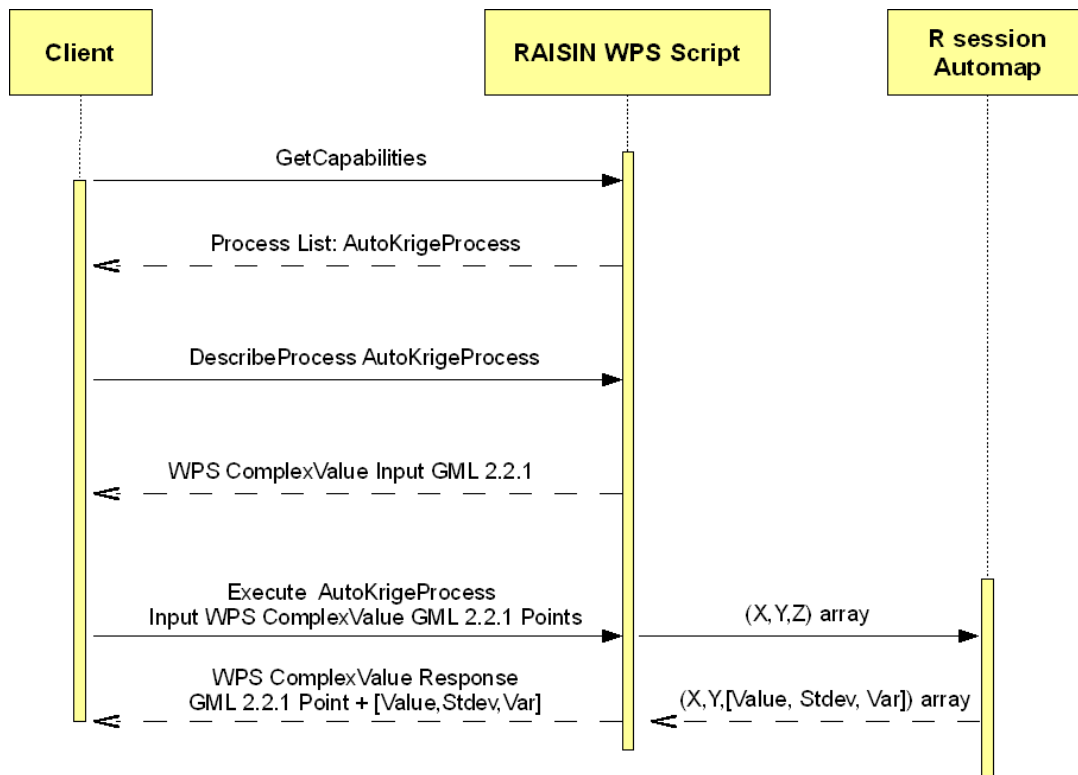 Client
RAISIN WPS Script
R session
Automap
GetCapabilities
Process List: AutoKrigeProcess
DescribeProcess AutoKrigeProcess
WPS ComplexValue Input GML 2.2.1
Execute AutoKrigeProcess
Input WPS ComplexValue GML 2.2.1 Points
(X,Y,Z) array
WPS ComplexValue Response
GML 2.2.1 Point + [Value,Stdev,Var]
(X,Y,[Value, Stdev, Var]) array